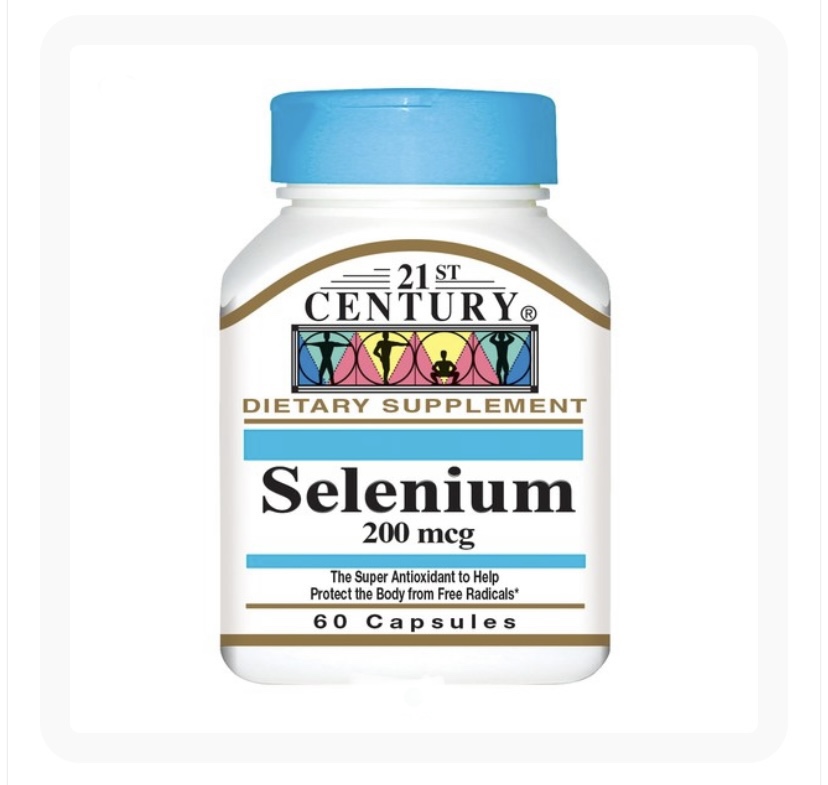 21ST
CENTURY®
DIETARY SUPPLEMENT
Selenium
200 mcg
The Super Antioxidant to Help
Protect the Body from Free Radicals*
60 Capsules